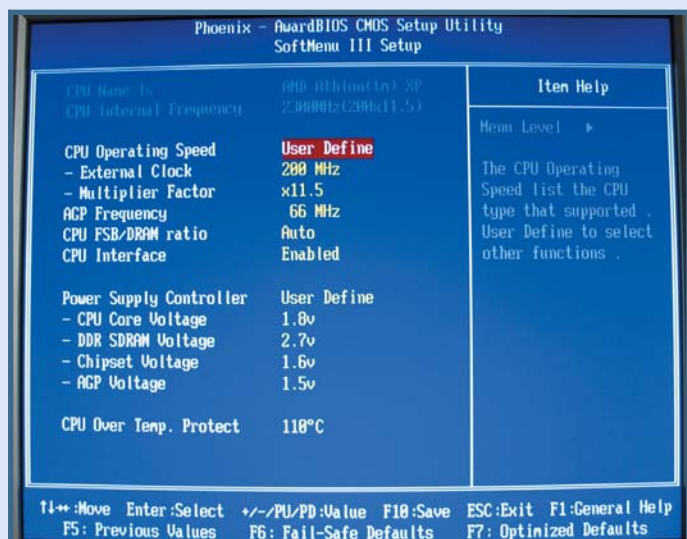 Phoenix - AwardBIOS CMOS Setup Utility
SoftMenu III Setup
CPU Name Is AMD Athlon(tm) XP
CPU Internal Frequency 2300MHz(200x11.5)
CPU Operating Speed User Define
- External Clock 200 MHz
- Multiplier Factor x11.5
AGP Frequency 66 MHz
CPU FSB/DRAM ratio Auto
CPU Interface Enabled
Power Supply Controller User Define
- CPU Core Voltage 1.8v
- DDR SDRAM Voltage 2.7v
- Chipset Voltage 1.6v
- AGP Voltage 1.5v
CPU Over Temp. Protect 110°C
Item Help
Menu Level ▸
The CPU Operating
Speed list the CPU
type that supported .
User Define to select
other functions .
↑↓→←:Move Enter:Select +/-/PU/PD:Value F10:Save ESC:Exit F1:General Help
F5: Previous Values F6: Fail-Safe Defaults F7: Optimized Defaults